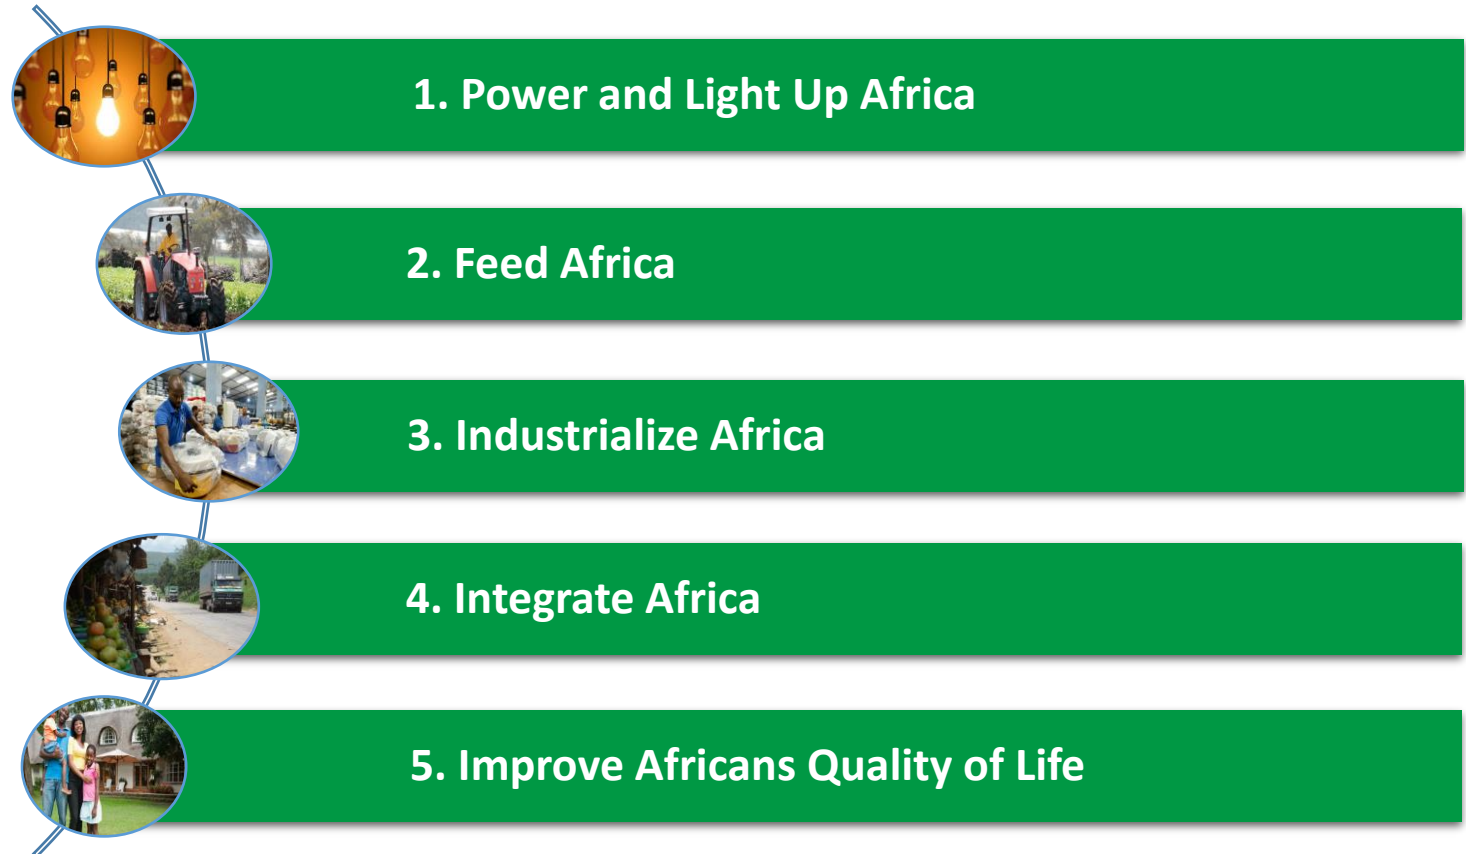 1. Power and Light Up Africa
2. Feed Africa
3. Industrialize Africa
4. Integrate Africa
5. Improve Africans Quality of Life